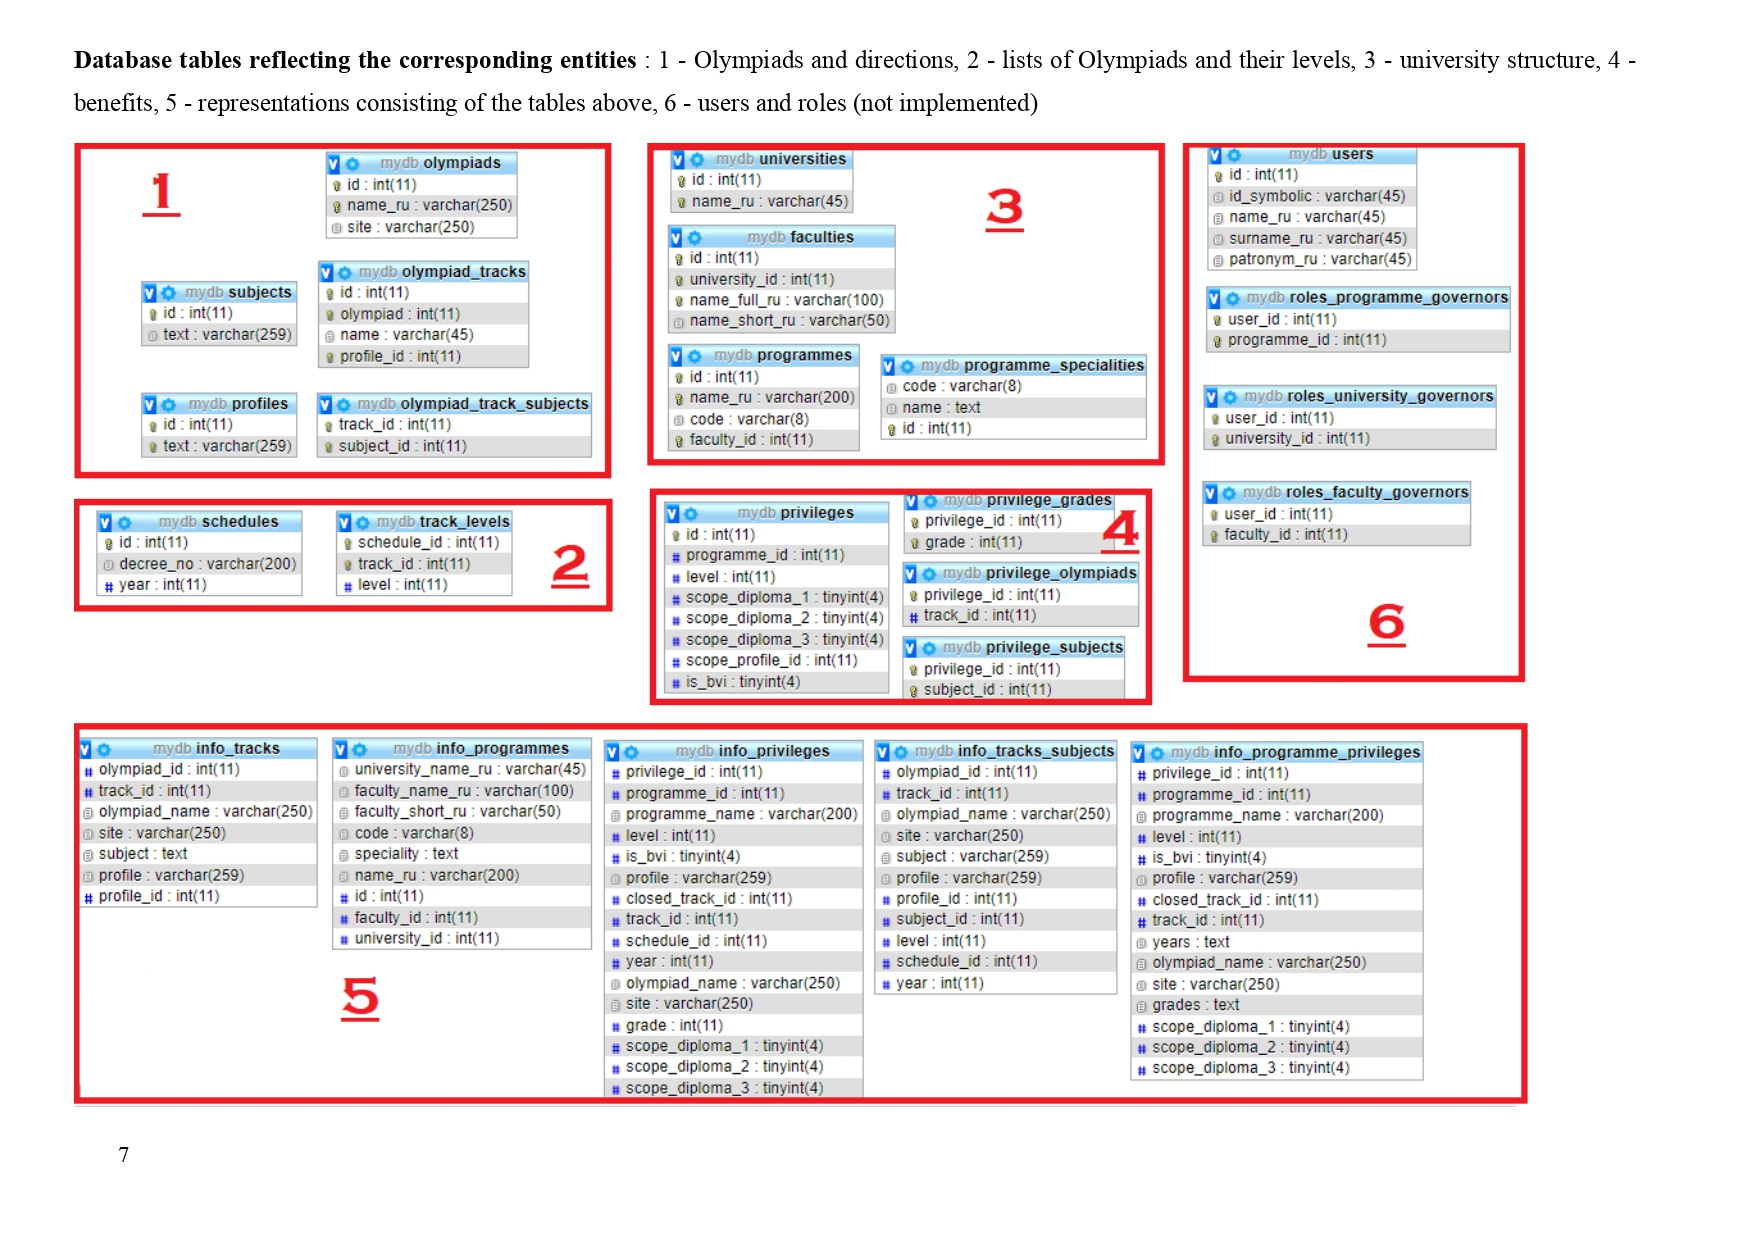 Database tables reflecting the corresponding entities : 1 - Olympiads and directions, 2 - lists of Olympiads and their levels, 3 - university structure, 4 -
benefits, 5 - representations consisting of the tables above, 6 - users and roles (not implemented)
1
mydb olympiads
id : int(11)
name_ru : varchar(250)
site : varchar(250)
mydb subjects
id : int(11)
text : varchar(259)
mydb olympiad_tracks
id : int(11)
olympiad : int(11)
name : varchar(45)
profile_id : int(11)
mydb profiles
id : int(11)
text : varchar(259)
mydb olympiad_track_subjects
track_id : int(11)
subject_id : int(11)
2
mydb schedules
id : int(11)
decree_no : varchar(200)
year : int(11)
mydb track_levels
schedule_id : int(11)
track_id : int(11)
level : int(11)
3
mydb universities
id : int(11)
name_ru : varchar(45)
mydb faculties
id : int(11)
university_id : int(11)
name_full_ru : varchar(100)
name_short_ru : varchar(50)
mydb programmes
id : int(11)
name_ru : varchar(200)
code : varchar(8)
faculty_id : int(11)
mydb programme_specialities
code : varchar(8)
name : text
id : int(11)
4
mydb privileges
id : int(11)
programme_id : int(11)
level : int(11)
scope_diploma_1 : tinyint(4)
scope_diploma_2 : tinyint(4)
scope_diploma_3 : tinyint(4)
scope_profile_id : int(11)
is_bvi : tinyint(4)
mydb privilege_grades
privilege_id : int(11)
grade : int(11)
mydb privilege_olympiads
privilege_id : int(11)
track_id : int(11)
mydb privilege_subjects
privilege_id : int(11)
subject_id : int(11)
mydb users
id : int(11)
id_symbolic : varchar(45)
name_ru : varchar(45)
surname_ru : varchar(45)
patronym_ru : varchar(45)
mydb roles_programme_governors
user_id : int(11)
programme_id : int(11)
mydb roles_university_governors
user_id : int(11)
university_id : int(11)
mydb roles_faculty_governors
user_id : int(11)
faculty_id : int(11)
6
mydb info_tracks
olympiad_id : int(11)
track_id : int(11)
olympiad_name : varchar(250)
site : varchar(250)
subject : text
profile : varchar(259)
profile_id : int(11)
mydb info_programmes
university_name_ru : varchar(45)
faculty_name_ru : varchar(100)
faculty_short_ru : varchar(50)
code : varchar(8)
speciality : text
name_ru : varchar(200)
id : int(11)
faculty_id : int(11)
university_id : int(11)
5
mydb info_privileges
privilege_id : int(11)
programme_id : int(11)
programme_name : varchar(200)
level : int(11)
is_bvi : tinyint(4)
profile : varchar(259)
closed_track_id : int(11)
track_id : int(11)
schedule_id : int(11)
year : int(11)
olympiad_name : varchar(250)
site : varchar(250)
grade : int(11)
scope_diploma_1 : tinyint(4)
scope_diploma_2 : tinyint(4)
scope_diploma_3 : tinyint(4)
mydb info_tracks_subjects
olympiad_id : int(11)
track_id : int(11)
olympiad_name : varchar(250)
site : varchar(250)
subject : varchar(259)
profile : varchar(259)
profile_id : int(11)
subject_id : int(11)
level : int(11)
schedule_id : int(11)
year : int(11)
mydb info_programme_privileges
privilege_id : int(11)
programme_id : int(11)
programme_name : varchar(200)
level : int(11)
is_bvi : tinyint(4)
profile : varchar(259)
closed_track_id : int(11)
track_id : int(11)
years : text
olympiad_name : varchar(250)
site : varchar(250)
grades : text
scope_diploma_1 : tinyint(4)
scope_diploma_2 : tinyint(4)
scope_diploma_3 : tinyint(4)
7